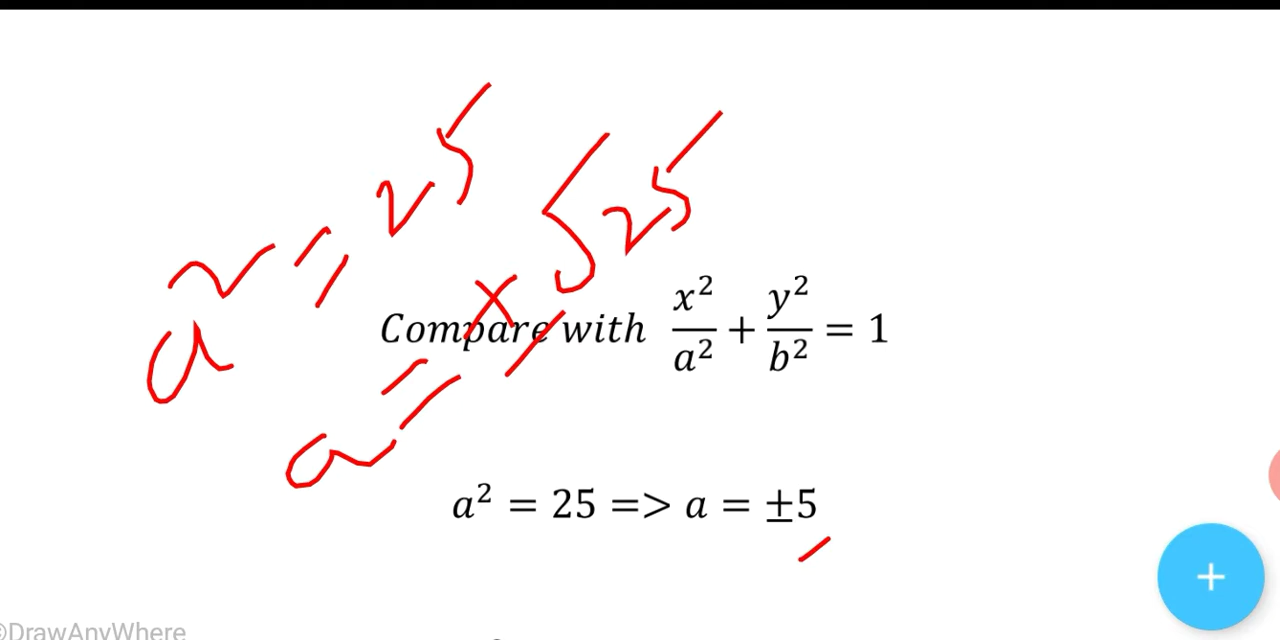 a² = 25
a = ±√25
Compare with x²/a² + y²/b² = 1
a² = 25 => a = ±5
©DrawAnyWhere